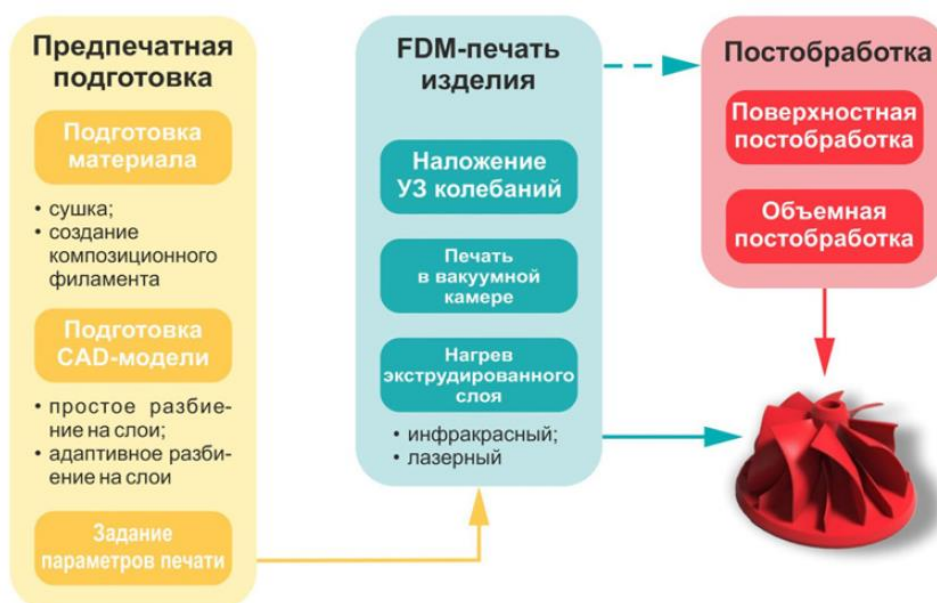 Предпечатная
подготовка
Подготовка
материала
• сушка;
• создание
композиционного
филамента
Подготовка
CAD-модели
• простое разбие-
ние на слои;
• адаптивное разби-
ение на слои
Задание
параметров печати
FDM-печать
изделия
Наложение
УЗ колебаний
Печать
в вакуумной
камере
Нагрев
экструдированного
слоя
• инфракрасный;
• лазерный
Постобработка
Поверхностная
постобработка
Объемная
постобработка